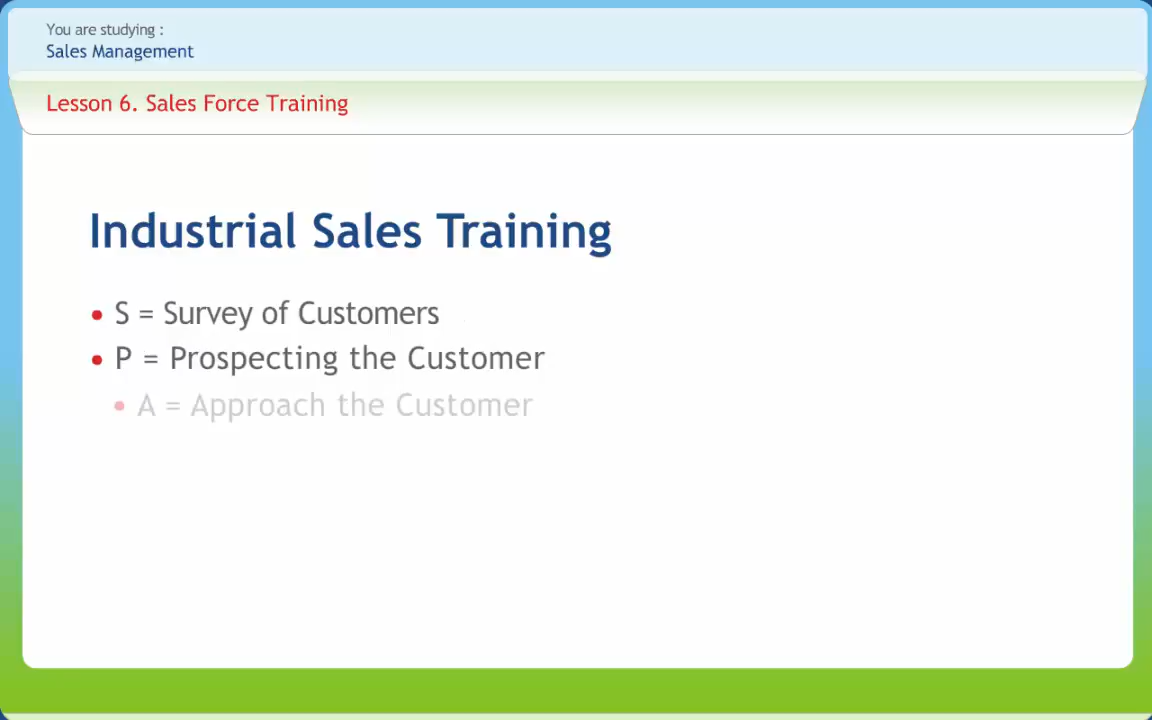 You are studying :
Sales Management
Lesson 6. Sales Force Training
Industrial Sales Training
• S = Survey of Customers
• P = Prospecting the Customer
• A = Approach the Customer